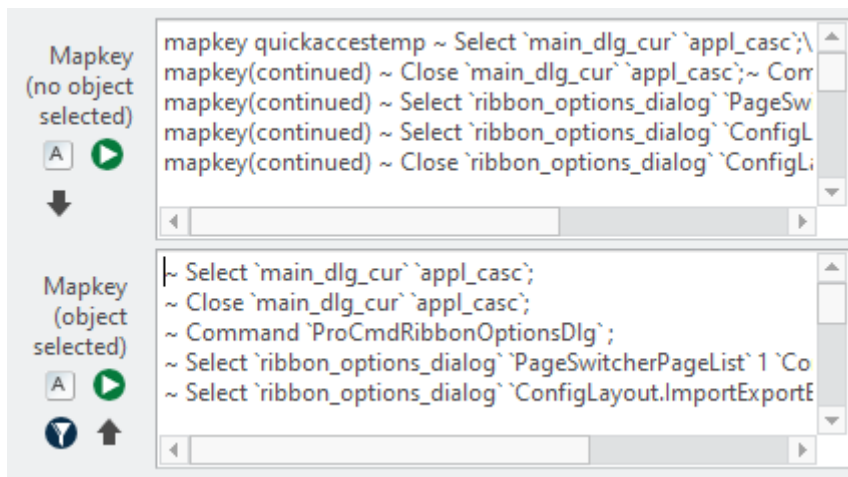 Mapkey
(no object
selected)
A
mapkey quickaccestemp ~ Select `main_dlg_cur` `appl_casc`;\
mapkey(continued) ~ Close `main_dlg_cur` `appl_casc`;~ Com
mapkey(continued) ~ Select `ribbon_options_dialog` `PageSwi
mapkey(continued) ~ Select `ribbon_options_dialog` `ConfigL
mapkey(continued) ~ Close `ribbon_options_dialog` `ConfigLa
Mapkey
(object
selected)
A
~ Select `main_dlg_cur` `appl_casc`;
~ Close `main_dlg_cur` `appl_casc`;
~ Command `ProCmdRibbonOptionsDlg` ;
~ Select `ribbon_options_dialog` `PageSwitcherPageList` 1 `Co
~ Select `ribbon_options_dialog` `ConfigLayout.ImportExportE